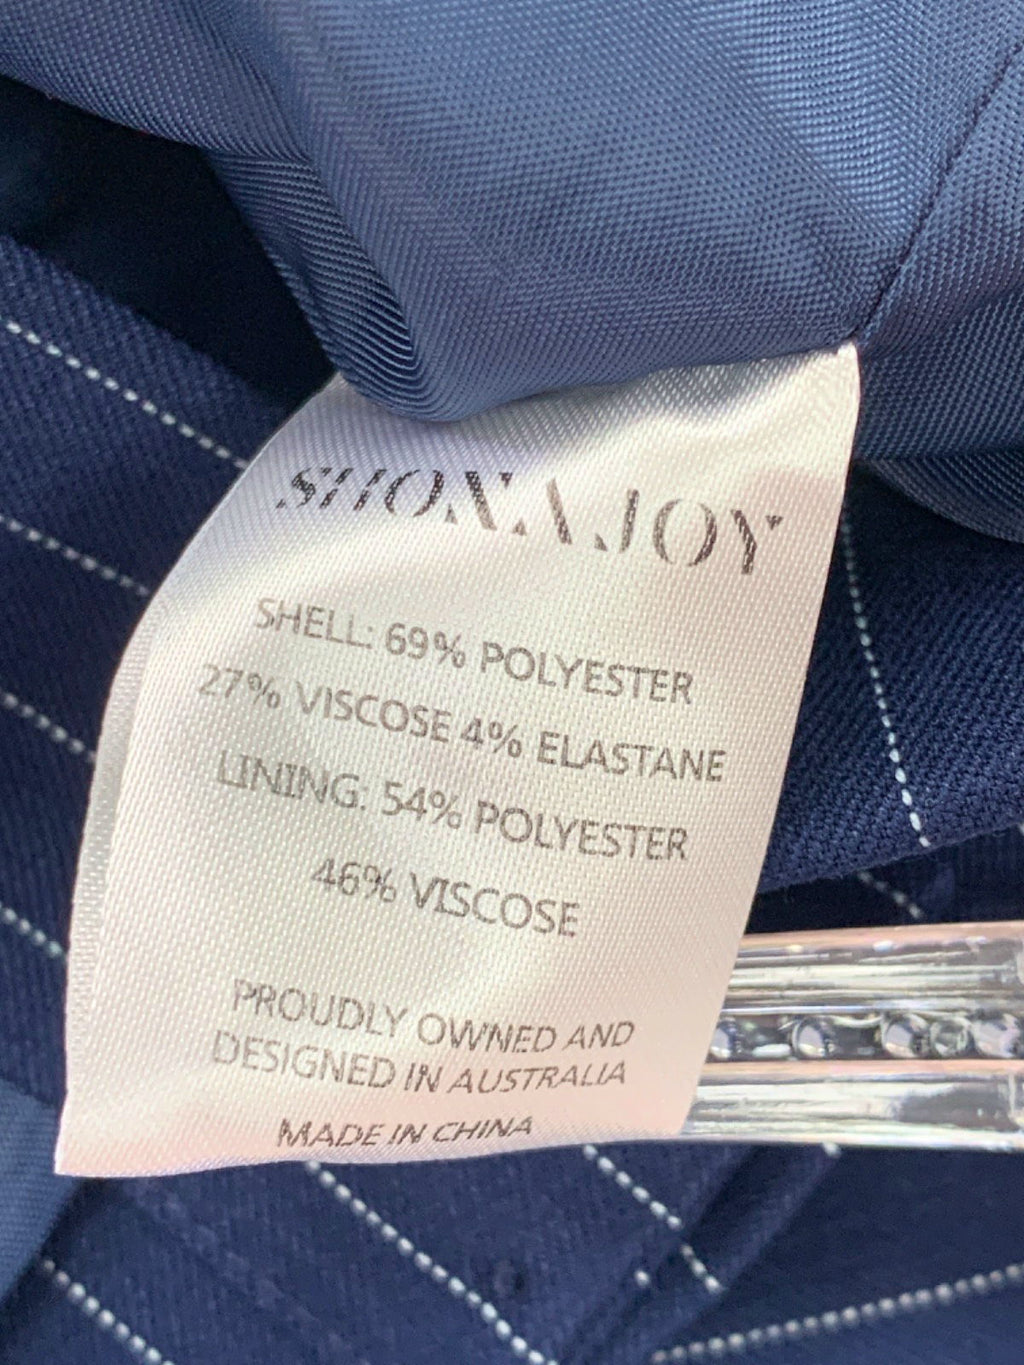 SHONA JOY
SHELL: 69% POLYESTER
27% VISCOSE 4% ELASTANE
LINING: 54% POLYESTER
46% VISCOSE
PROUDLY OWNED AND
DESIGNED IN AUSTRALIA
MADE IN CHINA